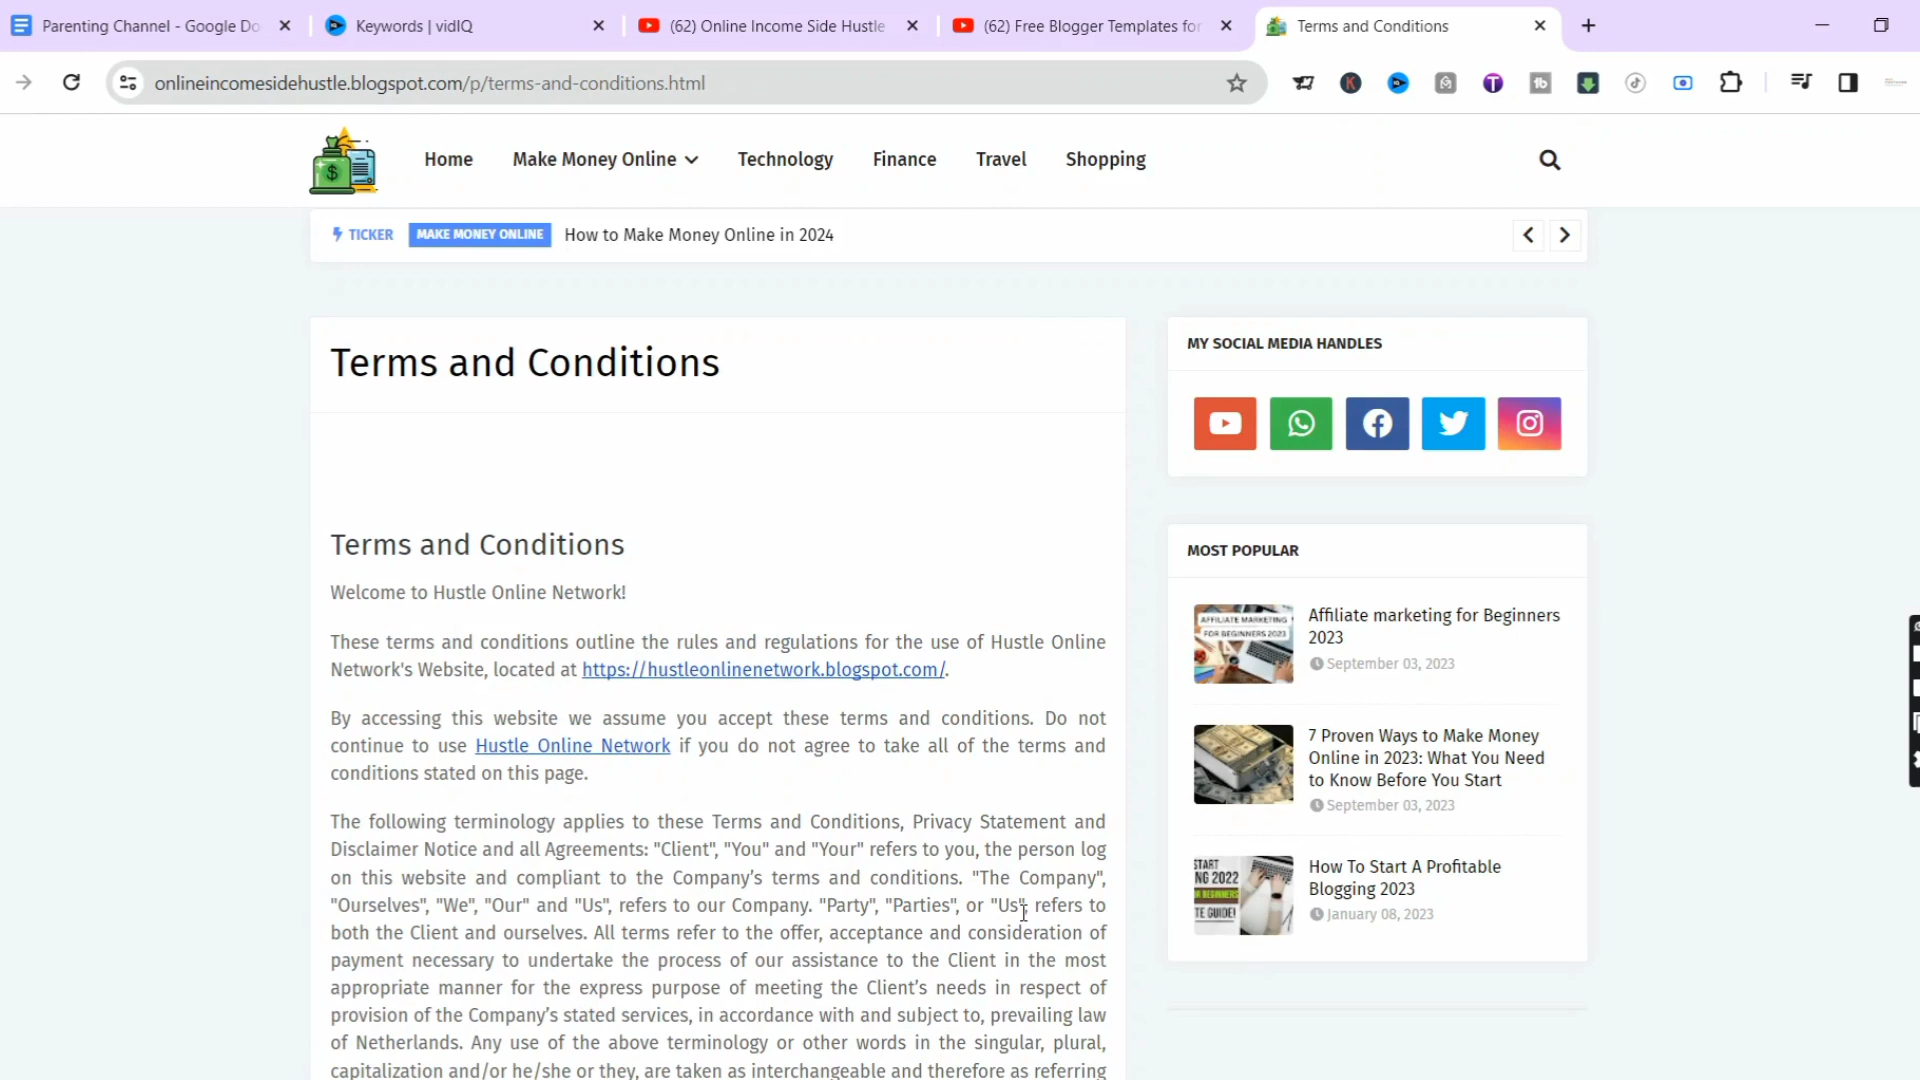 Parenting Channel - Google Do
Keywords | vidIQ
(62) Online Income Side Hustle
(62) Free Blogger Templates for
Terms and Conditions
onlineincomesidehustle.blogspot.com/p/terms-and-conditions.html
Home
Make Money Online
Technology
Finance
Travel
Shopping
TICKER
MAKE MONEY ONLINE
How to Make Money Online in 2024
Terms and Conditions
Terms and Conditions
Welcome to Hustle Online Network!
These terms and conditions outline the rules and regulations for the use of Hustle Online
Network's Website, located at https://hustleonlinenetwork.blogspot.com/.
By accessing this website we assume you accept these terms and conditions. Do not
continue to use Hustle Online Network if you do not agree to take all of the terms and
conditions stated on this page.
The following terminology applies to these Terms and Conditions, Privacy Statement and
Disclaimer Notice and all Agreements: "Client", "You" and "Your" refers to you, the person log
on this website and compliant to the Company’s terms and conditions. "The Company",
"Ourselves", "We", "Our" and "Us", refers to our Company. "Party", "Parties", or "Us", refers to
both the Client and ourselves. All terms refer to the offer, acceptance and consideration of
payment necessary to undertake the process of our assistance to the Client in the most
appropriate manner for the express purpose of meeting the Client’s needs in respect of
provision of the Company’s stated services, in accordance with and subject to, prevailing law
of Netherlands. Any use of the above terminology or other words in the singular, plural,
capitalization and/or he/she or they, are taken as interchangeable and therefore as referring
MY SOCIAL MEDIA HANDLES
MOST POPULAR
AFFILIATE MARKETING
FOR BEGINNERS 2023
Affiliate marketing for Beginners
2023
September 03, 2023
7 Proven Ways to Make Money
Online in 2023: What You Need
to Know Before You Start
September 03, 2023
START
NG 2022
TE GUIDE!
How To Start A Profitable
Blogging 2023
January 08, 2023